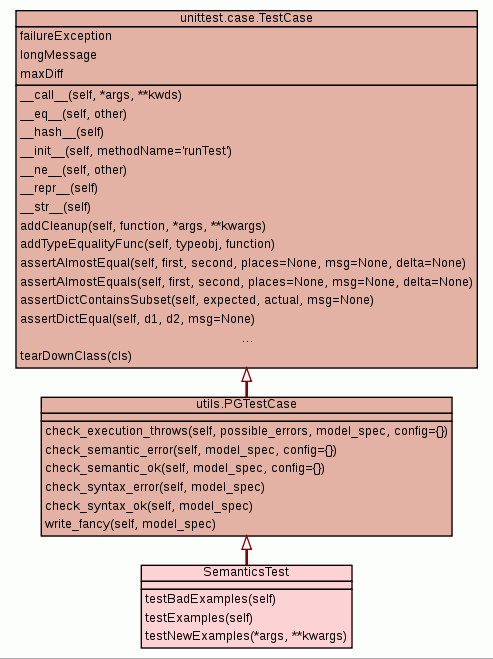 unittest.case.TestCase
failureException
longMessage
maxDiff
__call__(self, *args, **kwds)
__eq__(self, other)
__hash__(self)
__init__(self, methodName='runTest')
__ne__(self, other)
__repr__(self)
__str__(self)
addCleanup(self, function, *args, **kwargs)
addTypeEqualityFunc(self, typeobj, function)
assertAlmostEqual(self, first, second, places=None, msg=None, delta=None)
assertAlmostEquals(self, first, second, places=None, msg=None, delta=None)
assertDictContainsSubset(self, expected, actual, msg=None)
assertDictEqual(self, d1, d2, msg=None)
...
tearDownClass(cls)
utils.PGTestCase
check_execution_throws(self, possible_errors, model_spec, config={})
check_semantic_error(self, model_spec, config={})
check_semantic_ok(self, model_spec, config={})
check_syntax_error(self, model_spec)
check_syntax_ok(self, model_spec)
write_fancy(self, model_spec)
SemanticsTest
testBadExamples(self)
testExamples(self)
testNewExamples(*args, **kwargs)